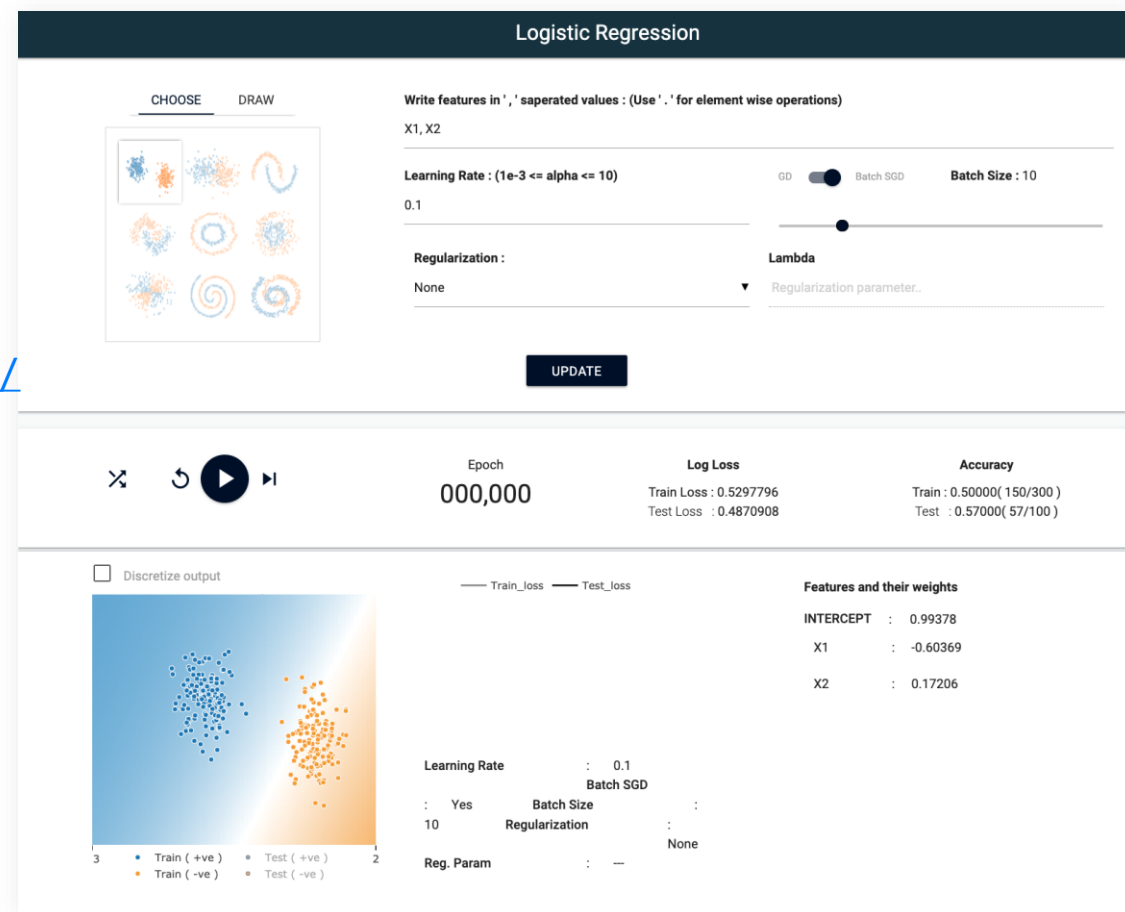 Logistic Regression
CHOOSE DRAW
Write features in ' , ' saperated values : (Use ' . ' for element wise operations)
X1, X2
Learning Rate : (1e-3 <= alpha <= 10)
GD Batch SGD Batch Size : 10
0.1
Regularization :
Lambda
None ▼
Regularization parameter..
/
UPDATE
Epoch
000,000
Log Loss
Train Loss : 0.5297796
Test Loss : 0.4870908
Accuracy
Train : 0.50000( 150/300 )
Test : 0.57000( 57/100 )
Discretize output
3 2
Train ( +ve ) Test ( +ve )
Train ( -ve ) Test ( -ve )
Train_loss Test_loss
Learning Rate : 0.1
Batch SGD
: Yes Batch Size :
10 Regularization :
None
Reg. Param : ---
Features and their weights
INTERCEPT : 0.99378
X1 : -0.60369
X2 : 0.17206